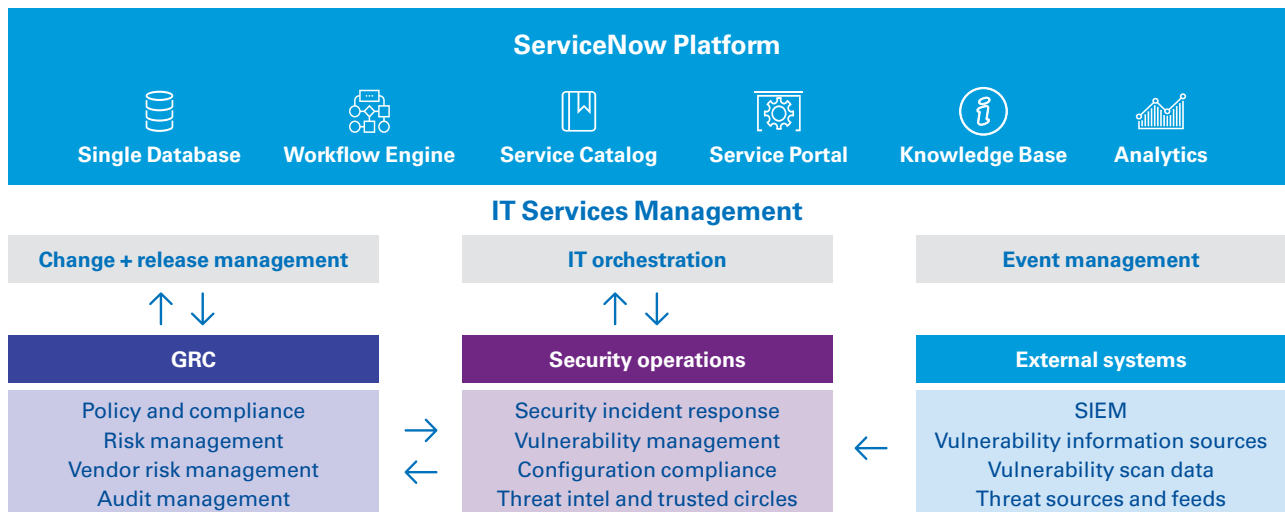 ServiceNow Platform
Single Database
Workflow Engine
Service Catalog
Service Portal
Knowledge Base
Analytics
IT Services Management
Change + release management
IT orchestration
Event management
GRC
Policy and compliance
Risk management
Vendor risk management
Audit management
Security operations
Security incident response
Vulnerability management
Configuration compliance
Threat intel and trusted circles
External systems
SIEM
Vulnerability information sources
Vulnerability scan data
Threat sources and feeds